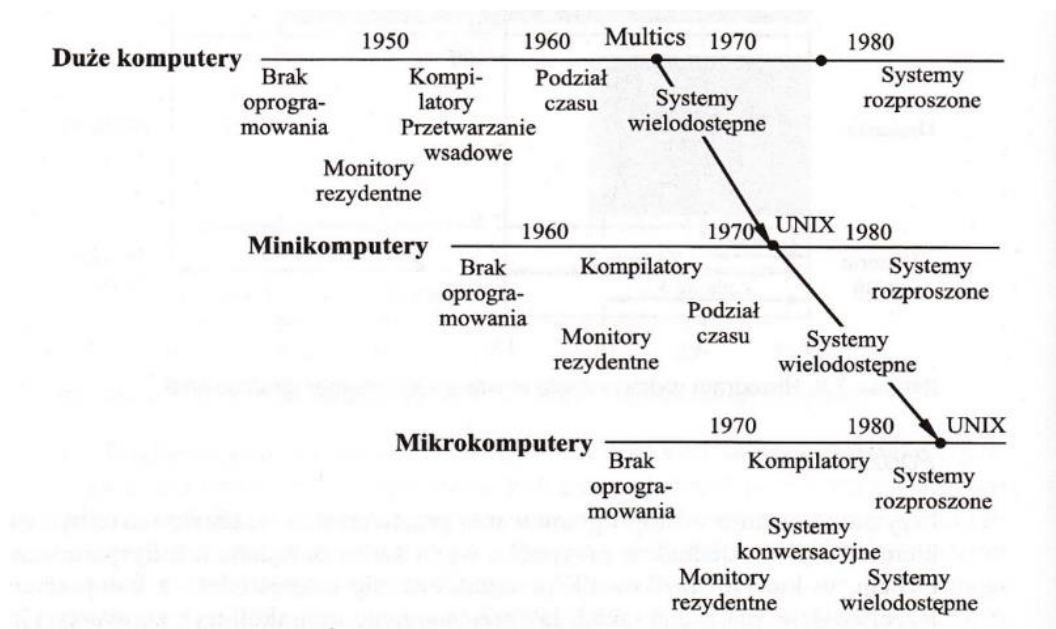 1950 1960 Multics 1970 1980
Duże komputery
Brak Kompi- Podział Systemy
oprogra- latory czasu Systemy rozproszone
mowania Przetwarzanie wielodostępne
wsadowe
Monitory
rezydentne
1960 1970 UNIX 1980
Minikomputery
Brak Kompilatory Systemy
oprogra- rozproszone
mowania Podział
Monitory czasu Systemy
rezydentne wielodostępne
1970 1980 UNIX
Mikrokomputery
Brak Kompilatory Systemy
oprogra- rozproszone
mowania Systemy
konwersacyjne
Monitory Systemy
rezydentne wielodostępne